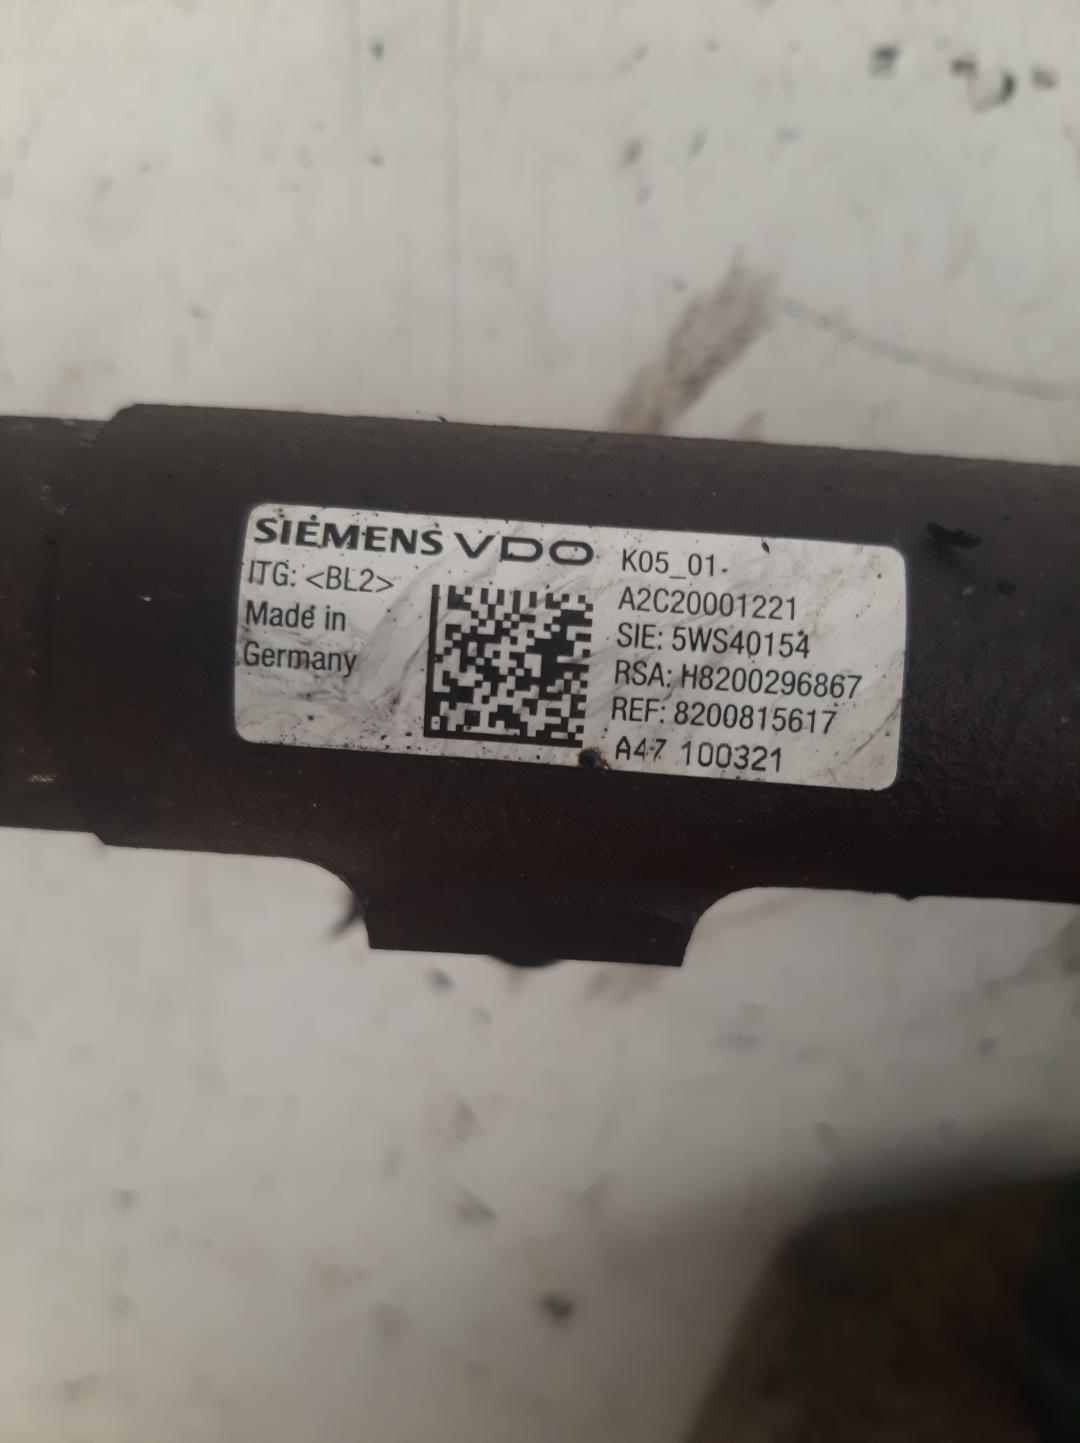 SIEMENS VDO
ITG: <BL2>
Made in
Germany
K05_01-
A2C20001221
SIE: 5WS40154
RSA: H8200296867
REF: 8200815617
A47 100321